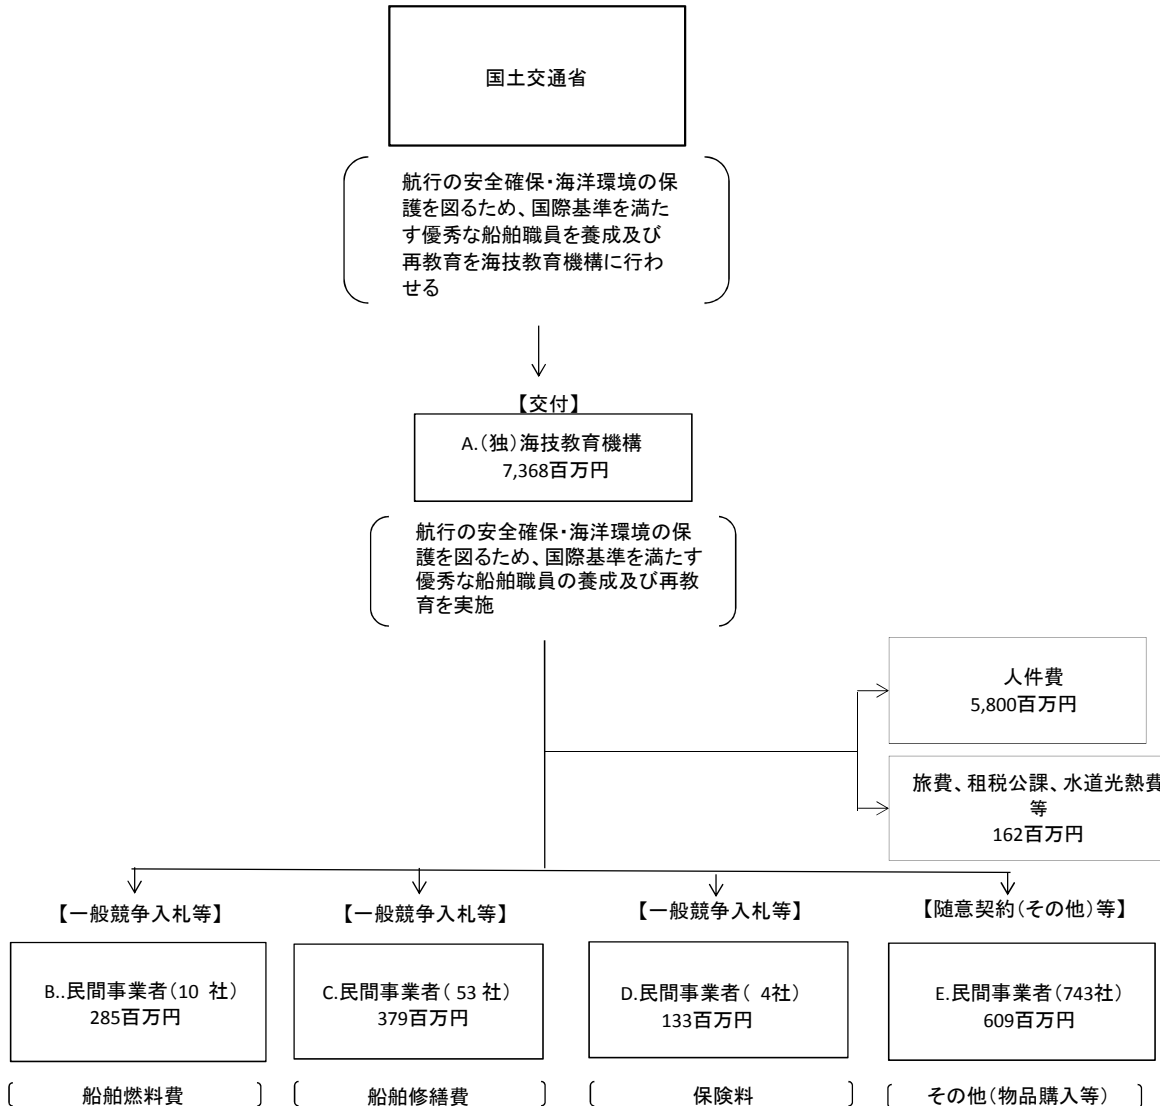 国土交通省
航行の安全確保・海洋環境の保
護を図るため、国際基準を満た
す優秀な船舶職員を養成及び
再教育を海技教育機構に行わ
せる
【交付】
A.(独)海技教育機構
7,368百万円
航行の安全確保・海洋環境の保
護を図るため、国際基準を満たす
優秀な船舶職員の養成及び再教
育を実施
人件費
5,800百万円
旅費、租税公課、水道光熱費
等
162百万円
【一般競争入札等】
【一般競争入札等】
【一般競争入札等】
【随意契約(その他)等】
B..民間事業者(10 社)
285百万円
C.民間事業者( 53 社)
379百万円
D.民間事業者( 4社)
133百万円
E.民間事業者(743社)
609百万円
船舶燃料費
船舶修繕費
保険料
その他(物品購入等)